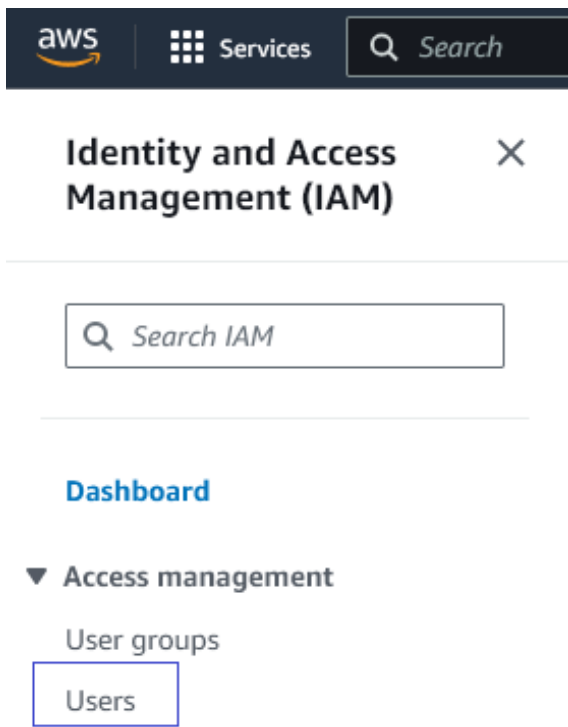 aws
Services
Search
Identity and Access
Management (IAM)
Search IAM
Dashboard
Access management
User groups
Users